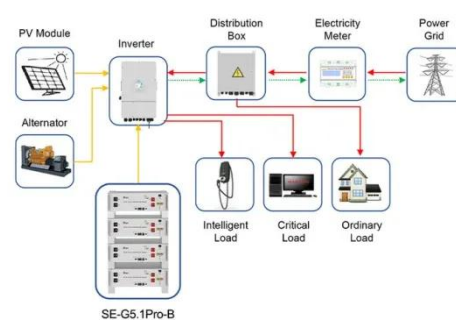 PV Module
Inverter
Distribution
Box
Electricity
Meter
Power
Grid
Alternator
Intelligent
Load
Critical
Load
Ordinary
Load
SE-G5.1Pro-B